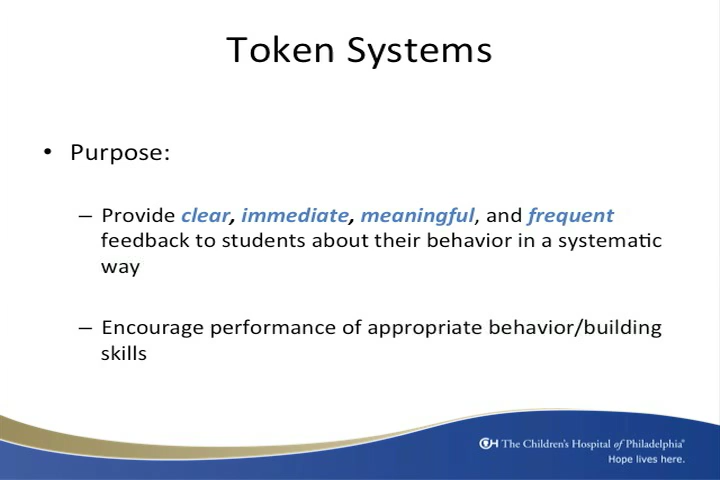 Token Systems
• Purpose:
– Provide clear, immediate, meaningful, and frequent
feedback to students about their behavior in a systematic
way
– Encourage performance of appropriate behavior/building
skills
CH The Children's Hospital of Philadelphia®
Hope lives here.